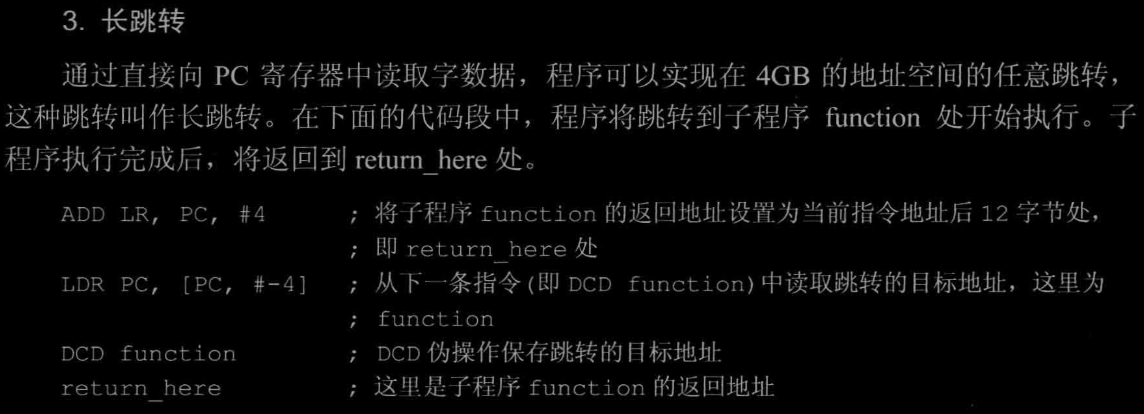 3. 长跳转
通过直接向 PC 寄存器中读取字数据，程序可以实现在 4GB 的地址空间的任意跳转，
这种跳转叫作长跳转。在下面的代码段中，程序将跳转到子程序 function 处开始执行。子
程序执行完成后，将返回到 return_here 处。
ADD LR, PC, #4 ; 将子程序 function 的返回地址设置为当前指令地址后 12 字节处，
; 即 return_here 处
LDR PC, [PC, #-4] ; 从下一条指令(即 DCD function)中读取跳转的目标地址，这里为
; function
DCD function ; DCD 伪操作保存跳转的目标地址
return_here ; 这里是子程序 function 的返回地址